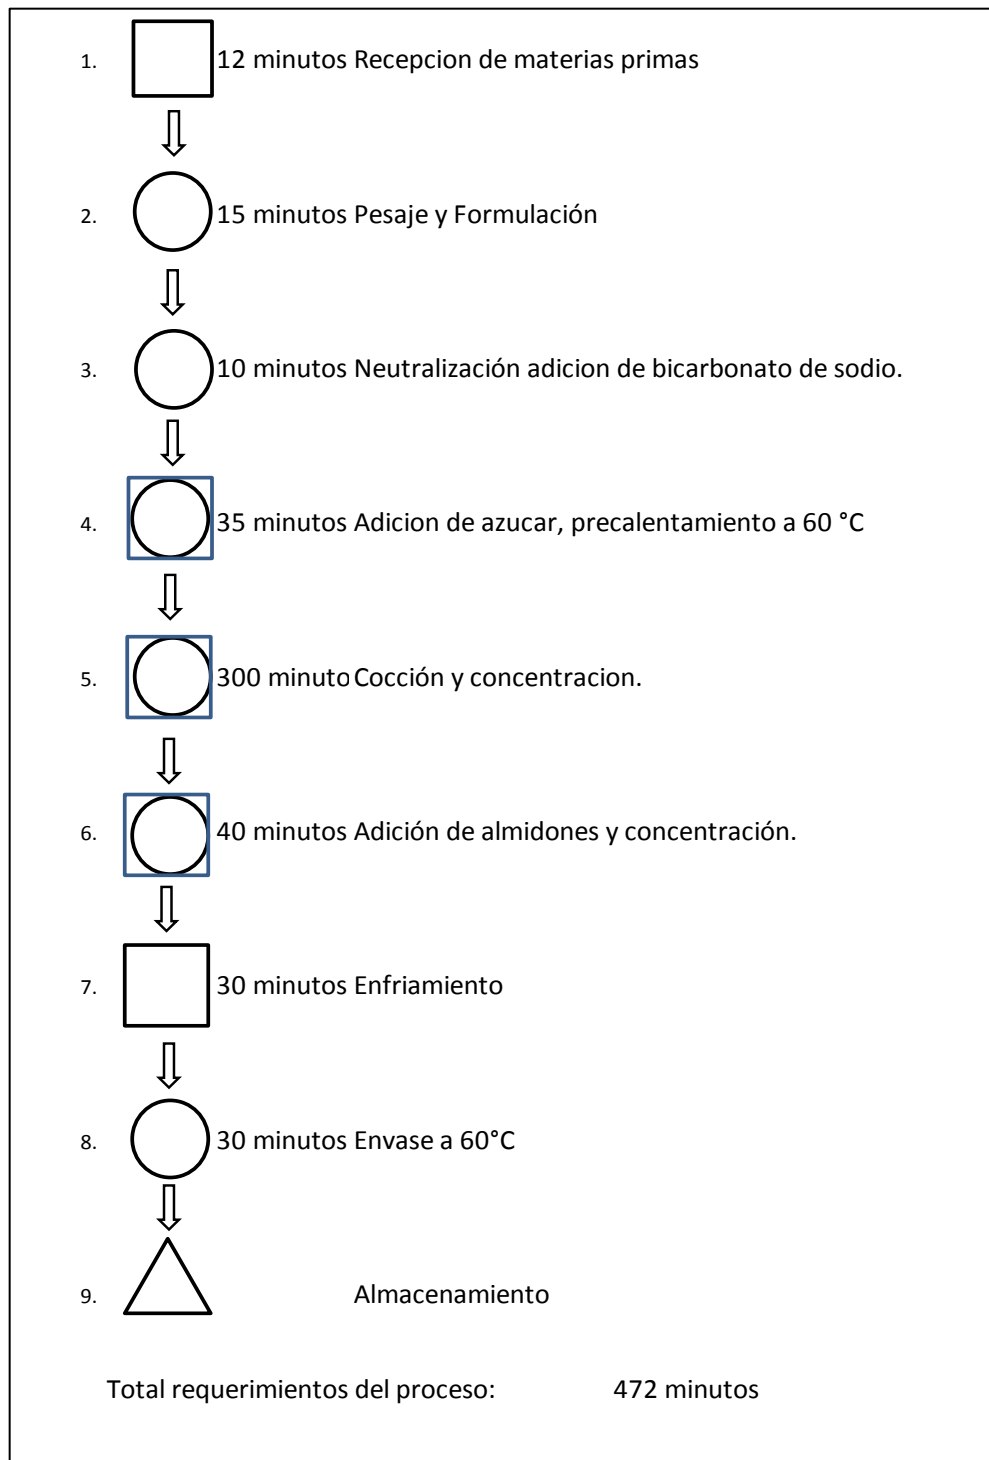 1. 12 minutos Recepcion de materias primas
2. 15 minutos Pesaje y Formulación
3. 10 minutos Neutralización adicion de bicarbonato de sodio.
4. 35 minutos Adicion de azucar, precalentamiento a 60 °C
5. 300 minuto Cocción y concentracion.
6. 40 minutos Adición de almidones y concentración.
7. 30 minutos Enfriamiento
8. 30 minutos Envase a 60°C
9. Almacenamiento
Total requerimientos del proceso: 472 minutos